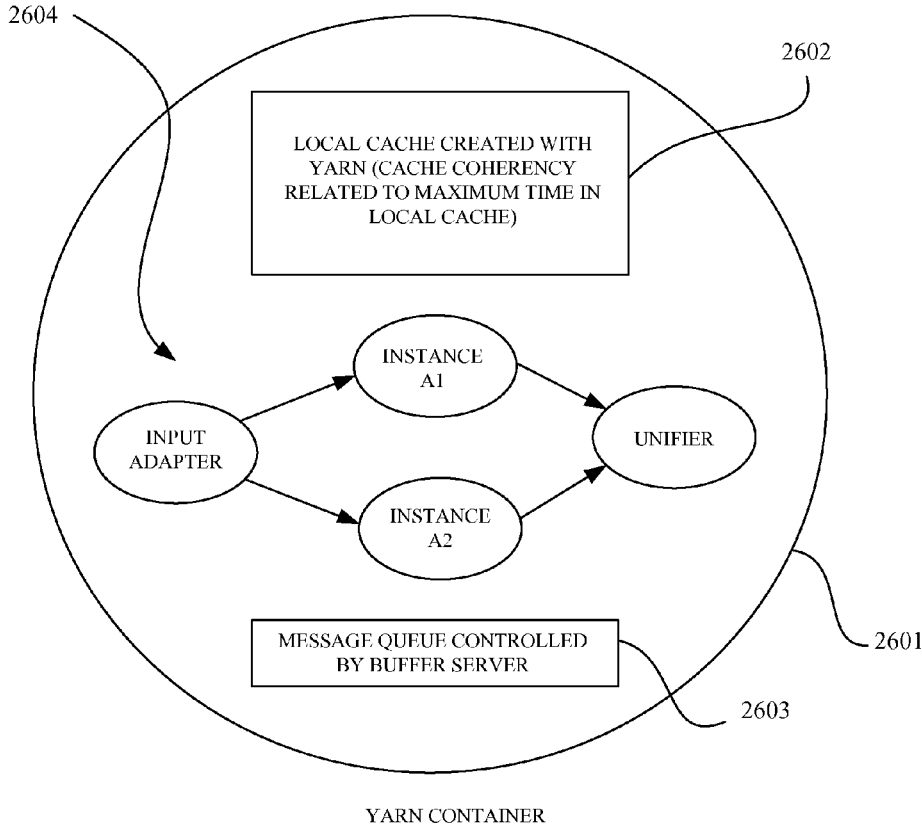 2604
2602
LOCAL CACHE CREATED WITH
YARN (CACHE COHERENCY
RELATED TO MAXIMUM TIME IN
LOCAL CACHE)
INSTANCE
A1
INPUT
ADAPTER
UNIFIER
INSTANCE
A2
2601
MESSAGE QUEUE CONTROLLED
BY BUFFER SERVER
2603
YARN CONTAINER